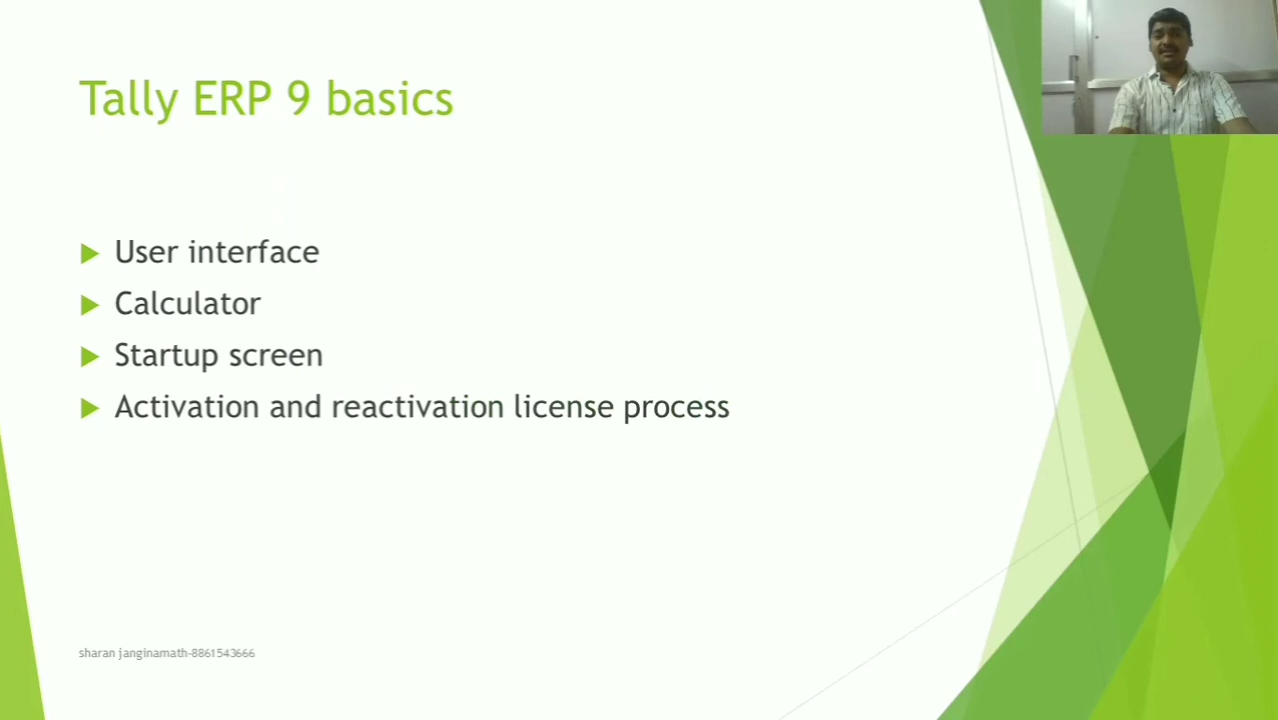 Tally ERP 9 basics
User interface
Calculator
Startup screen
Activation and reactivation license process
sharan janginamath-8861543666